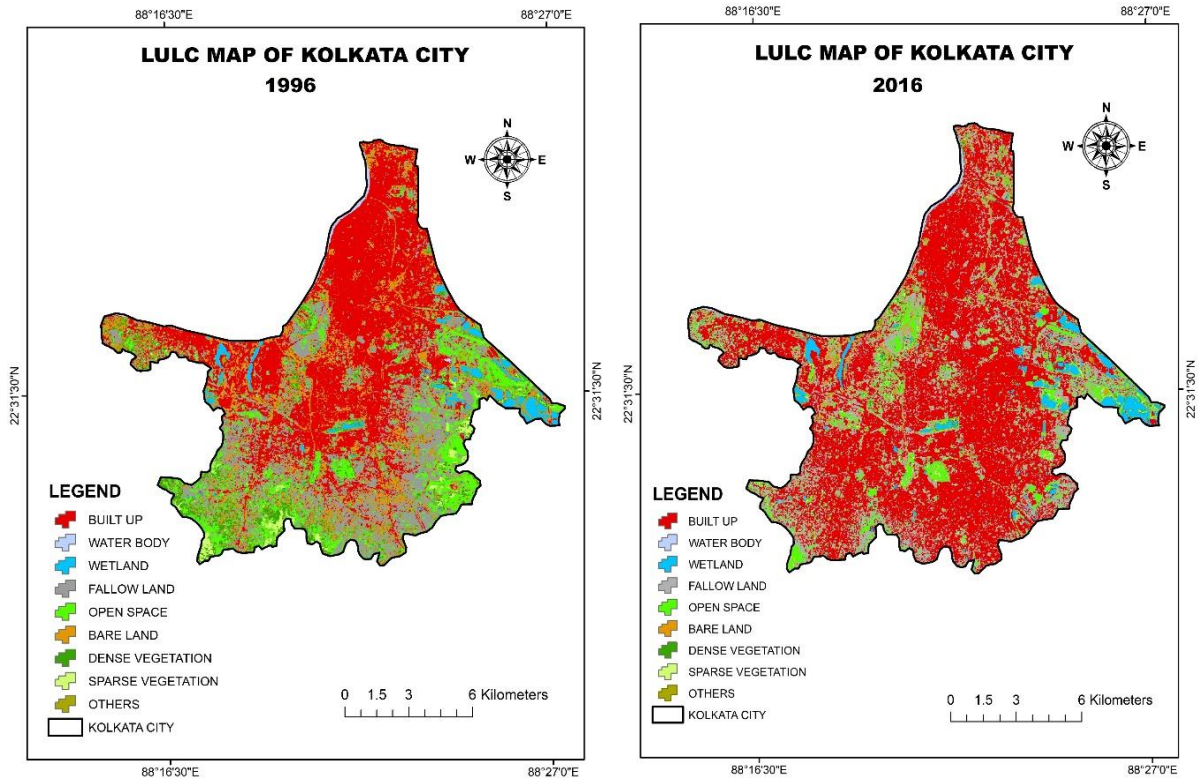 88°16'30"E
88°27'0"E
LULC MAP OF KOLKATA CITY
1996
N
W
E
S
22°31'30"N
22°31'30"N
LEGEND
BUILT UP
WATER BODY
WETLAND
FALLOW LAND
OPEN SPACE
BARE LAND
DENSE VEGETATION
SPARSE VEGETATION
OTHERS
KOLKATA CITY
0 1.5 3 6 Kilometers
88°16'30"E
88°27'0"E
88°16'30"E
88°27'0"E
LULC MAP OF KOLKATA CITY
2016
N
W
E
S
22°31'30"N
22°31'30"N
LEGEND
BUILT UP
WATER BODY
WETLAND
FALLOW LAND
OPEN SPACE
BARE LAND
DENSE VEGETATION
SPARSE VEGETATION
OTHERS
KOLKATA CITY
0 1.5 3 6 Kilometers
88°16'30"E
88°27'0"E